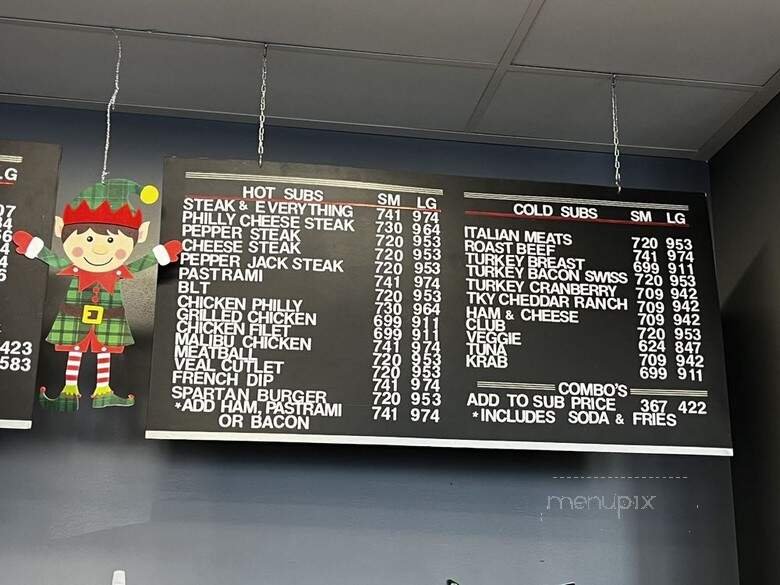 LG
423
583
HOT SUBS SM LG
STEAK & EVERYTHING 741 974
PHILLY CHEESE STEAK 730 964
PEPPER STEAK 720 953
CHEESE STEAK 720 953
PEPPER JACK STEAK 720 953
PASTRAMI 741 974
BLT 720 953
CHICKEN PHILLY 730 964
GRILLED CHICKEN 699 911
CHICKEN FILET 699 911
MALIBU CHICKEN 741 974
MEATBALL 720 953
VEAL CUTLET 720 953
FRENCH DIP 741 974
SPARTAN BURGER 720 953
*ADD HAM, PASTRAMI 741 974
OR BACON
COLD SUBS SM LG
ITALIAN MEATS 720 953
ROAST BEEF 741 974
TURKEY BREAST 699 911
TURKEY BACON SWISS 720 953
TURKEY CRANBERRY 709 942
TKY CHEDDAR RANCH 709 942
HAM & CHEESE 709 942
CLUB 720 953
VEGGIE 624 847
TUNA 709 942
KRAB 699 911
COMBO'S
ADD TO SUB PRICE 367 422
*INCLUDES SODA & FRIES
menupix